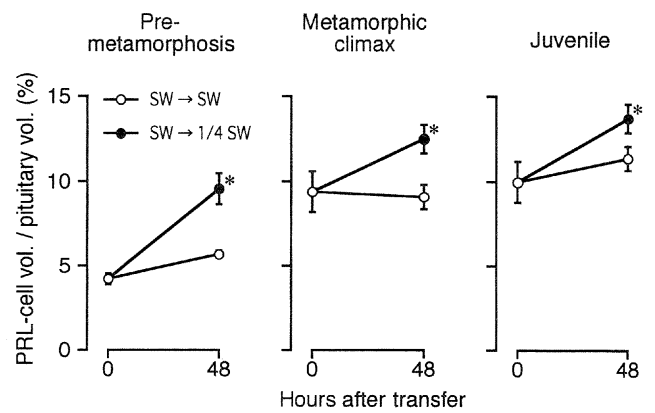 Pre-
metamorphosis
Metamorphic
climax
Juvenile
PRL-cell vol. / pituitary vol. (%)
15
10
5
0
SW → SW
SW → 1/4 SW
*
*
*
0
48
0
48
0
48
Hours after transfer